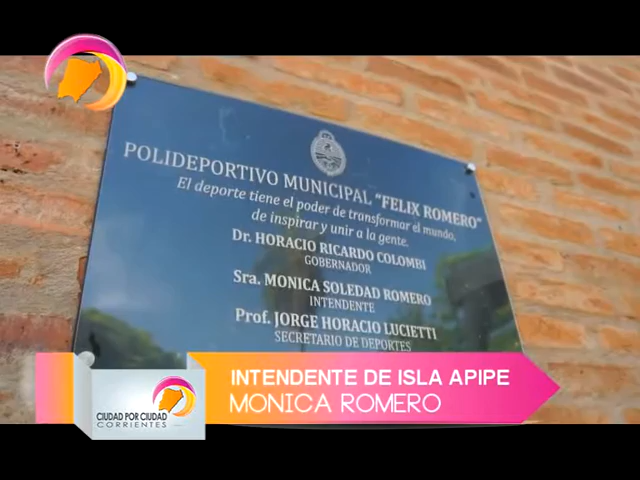 POLIDEPORTIVO MUNICIPAL "FELIX ROMERO"
El deporte tiene el poder de transformar el mundo,
de inspirar y unir a la gente.
Dr. HORACIO RICARDO COLOMBI
GOBERNADOR
Sra. MONICA SOLEDAD ROMERO
INTENDENTE
Prof. JORGE HORACIO LUCIETTI
SECRETARIO DE DEPORTES
INTENDENTE DE ISLA APIPE
MONICA ROMERO
CIUDAD POR CIUDAD
CORRIENTES